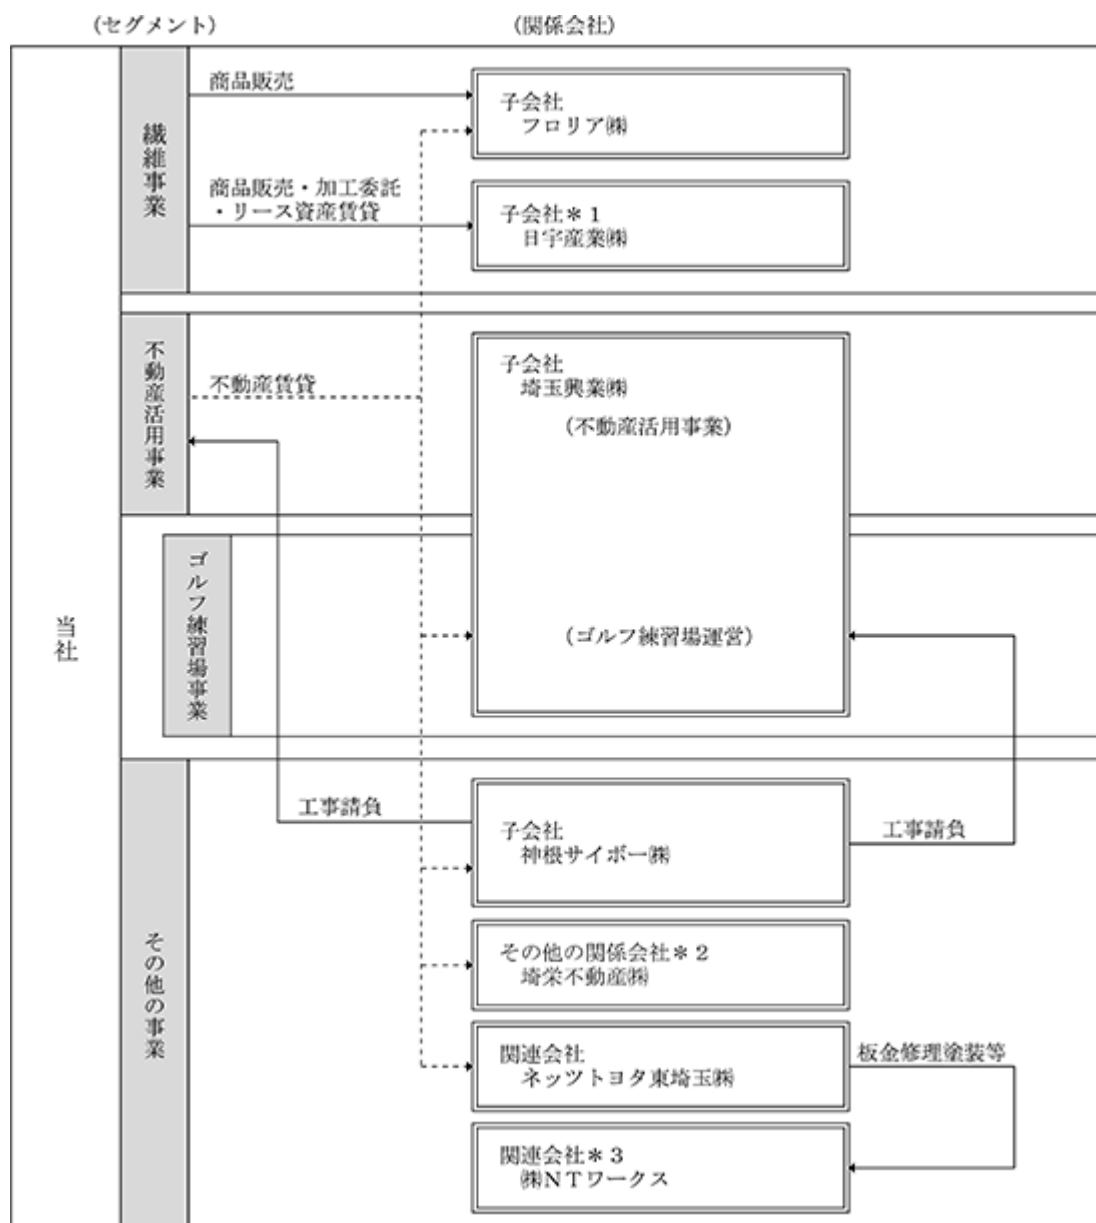 (セグメント)
(関係会社)
当社
繊維事業
商品販売
子会社
フロリア㈱
商品販売・加工委託
・リース資産賃貸
子会社＊1
日宇産業㈱
不動産活用事業
不動産賃貸
子会社
埼玉興業㈱
(不動産活用事業)
ゴルフ練習場事業
(ゴルフ練習場運営)
その他の事業
工事請負
子会社
神根サイボー㈱
工事請負
その他の関係会社＊2
埼栄不動産㈱
関連会社
ネッツトヨタ東埼玉㈱
板金修理塗装等
関連会社＊3
㈱NTワークス